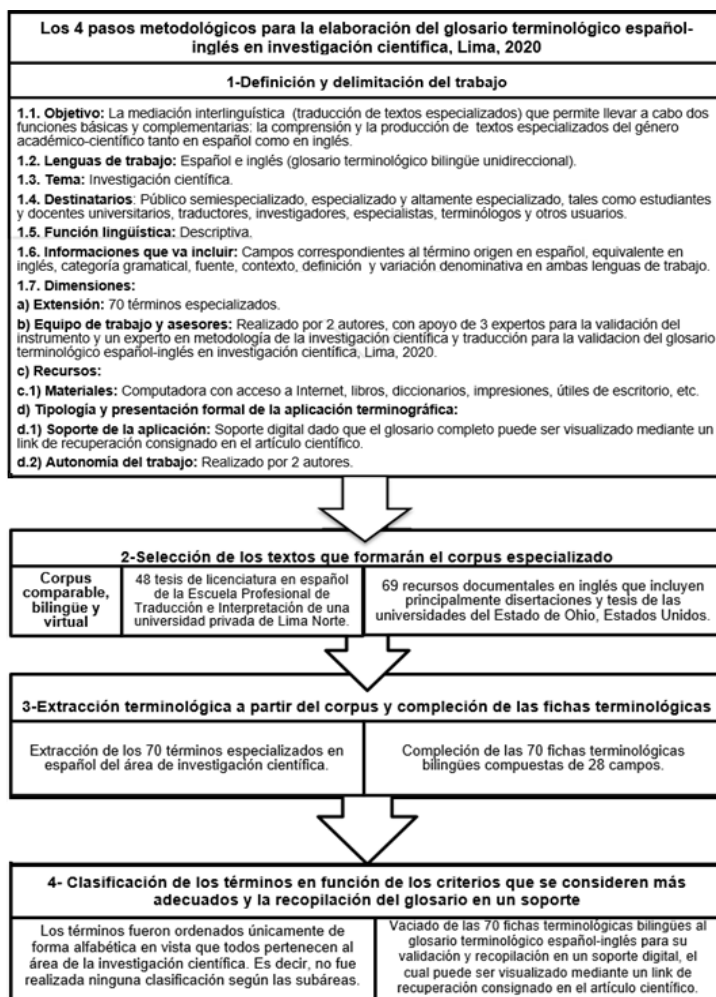 Los 4 pasos metodológicos para la elaboración del glosario terminológico español-
inglés en investigación científica, Lima, 2020
1-Definición y delimitación del trabajo
1.1. Objetivo: La mediación interlinguística (traducción de textos especializados) que permite llevar a cabo dos
funciones básicas y complementarias: la comprensión y la producción de textos especializados del género
académico-científico tanto en español como en inglés.
1.2. Lenguas de trabajo: Español e inglés (glosario terminológico bilingüe unidireccional).
1.3. Tema: Investigación científica.
1.4. Destinatarios: Público semiespecializado, especializado y altamente especializado, tales como estudiantes
y docentes universitarios, traductores, investigadores, especialistas, terminólogos y otros usuarios.
1.5. Función lingüística: Descriptiva.
1.6. Informaciones que va incluir: Campos correspondientes al término origen en español, equivalente en
inglés, categoría gramatical, fuente, contexto, definición y variación denominativa en ambas lenguas de trabajo.
1.7. Dimensiones:
a) Extensión: 70 términos especializados.
b) Equipo de trabajo y asesores: Realizado por 2 autores, con apoyo de 3 expertos para la validación del
instrumento y un experto en metodología de la investigación científica y traducción para la validacion del glosario
terminológico español-inglés en investigación científica, Lima, 2020.
c) Recursos:
c.1) Materiales: Computadora con acceso a Internet, libros, diccionarios, impresiones, útiles de escritorio, etc.
d) Tipología y presentación formal de la aplicación terminográfica:
d.1) Soporte de la aplicación: Soporte digital dado que el glosario completo puede ser visualizado mediante un
link de recuperación consignado en el artículo científico.
d.2) Autonomía del trabajo: Realizado por 2 autores.
2-Selección de los textos que formarán el corpus especializado
Corpus
comparable,
bilingüe y
virtual
48 tesis de licenciatura en español
de la Escuela Profesional de
Traducción e Interpretación de una
universidad privada de Lima Norte.
69 recursos documentales en inglés que incluyen
principalmente disertaciones y tesis de las
universidades del Estado de Ohio, Estados Unidos.
3-Extracción terminológica a partir del corpus y compleción de las fichas terminológicas
Extracción de los 70 términos especializados en
español del área de investigación científica.
Compleción de las 70 fichas terminológicas
bilingües compuestas de 28 campos.
4- Clasificación de los términos en función de los criterios que se consideren más
adecuados y la recopilación del glosario en un soporte
Los términos fueron ordenados únicamente de
forma alfabética en vista que todos pertenecen al
área de la investigación científica. Es decir, no fue
realizada ninguna clasificación según las subáreas.
Vaciado de las 70 fichas terminológicas bilingües al
glosario terminológico español-inglés para su
validación y recopilación en un soporte digital, el
cual puede ser visualizado mediante un link de
recuperación consignado en el artículo científico.